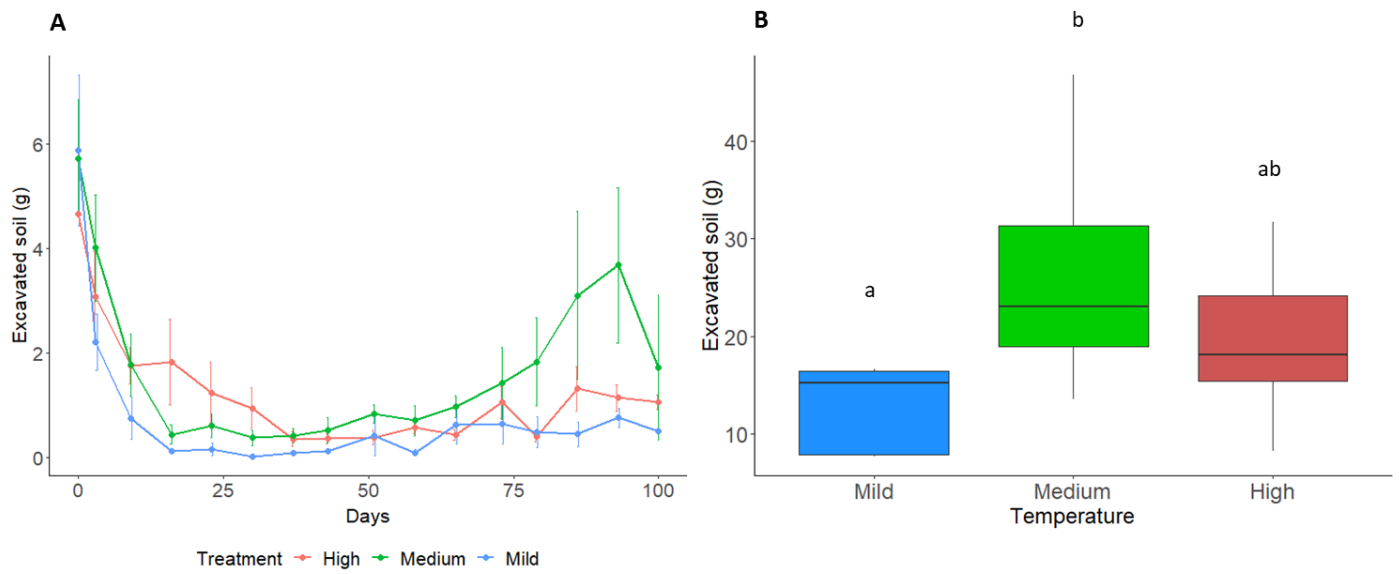 A
Excavated soil (g)
6
4
2
0
0
25
50
75
100
Days
Treatment High Medium Mild
B
b
a
ab
Excavated soil (g)
40
30
20
10
Mild
Medium
High
Temperature